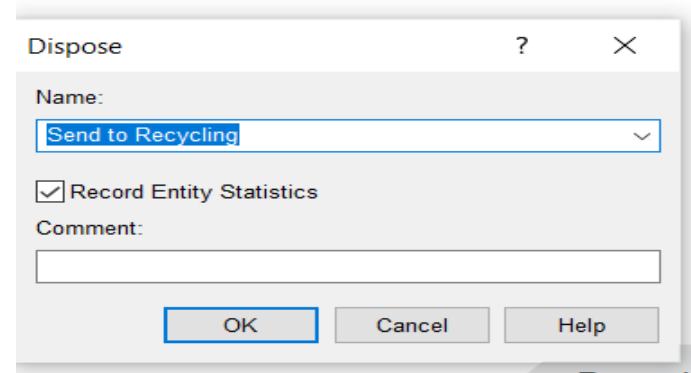 Dispose ?
Name:
Send to Recycling
Record Entity Statistics
Comment:
OK Cancel Help